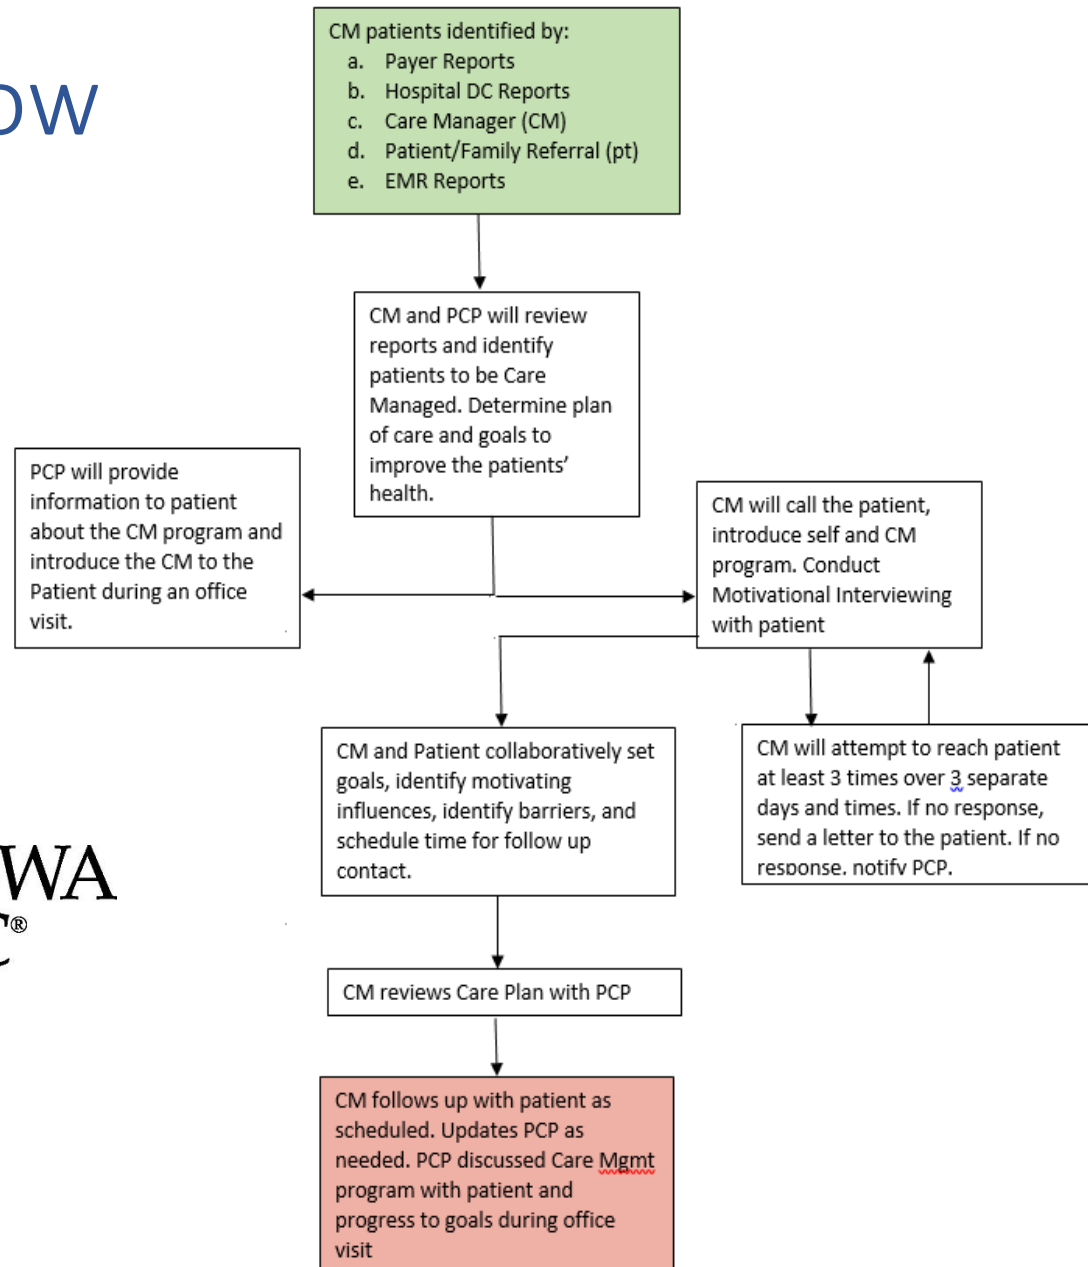 OW
CM patients identified by:
a. Payer Reports
b. Hospital DC Reports
c. Care Manager (CM)
d. Patient/Family Referral (pt)
e. EMR Reports
CM and PCP will review
reports and identify
patients to be Care
Managed. Determine plan
of care and goals to
improve the patients’
health.
PCP will provide
information to patient
about the CM program and
introduce the CM to the
Patient during an office
visit.
CM will call the patient,
introduce self and CM
program. Conduct
Motivational Interviewing
with patient
CM and Patient collaboratively set
goals, identify motivating
influences, identify barriers, and
schedule time for follow up
contact.
CM will attempt to reach patient
at least 3 times over 3 separate
days and times. If no response,
send a letter to the patient. If no
response, notify PCP.
WA
C®
CM reviews Care Plan with PCP
CM follows up with patient as
scheduled. Updates PCP as
needed. PCP discussed Care Mgmt
program with patient and
progress to goals during office
visit